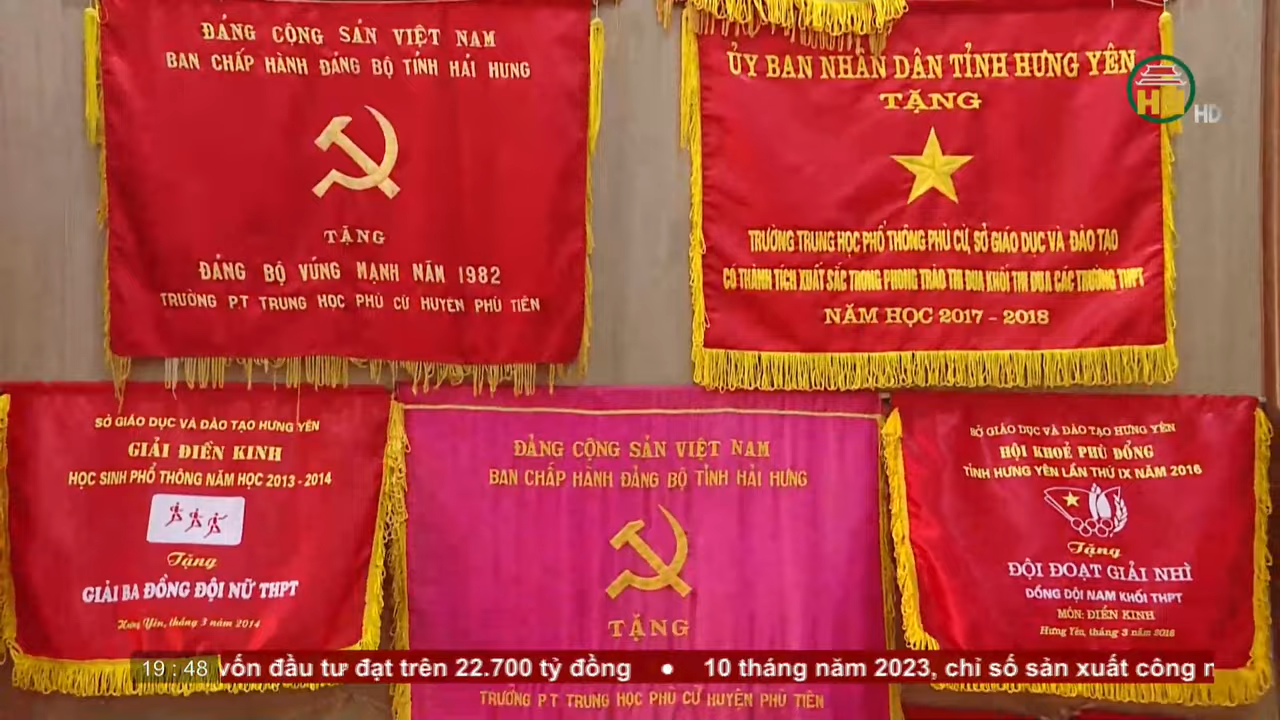 ĐẢNG CỘNG SẢN VIỆT NAM
BAN CHẤP HÀNH ĐẢNG BỘ TỈNH HẢI HƯNG
TẶNG
ĐẢNG BỘ VỮNG MẠNH NĂM 1982
TRƯỜNG P.T TRUNG HỌC PHÙ CỪ HUYỆN PHÙ TIÊN
ỦY BAN NHÂN DÂN TỈNH HƯNG YÊN
TẶNG
TRƯỜNG TRUNG HỌC PHỔ THÔNG PHÙ CỪ, SỞ GIÁO DỤC VÀ ĐÀO TẠO
CÓ THÀNH TÍCH XUẤT SẮC TRONG PHONG TRÀO THI ĐUA KHỐI THI ĐUA CÁC TRƯỜNG THPT
NĂM HỌC 2017 - 2018
HD
SỞ GIÁO DỤC VÀ ĐÀO TẠO HƯNG YÊN
GIẢI ĐIỀN KINH
HỌC SINH PHỔ THÔNG NĂM HỌC 2013 - 2014
Tặng
GIẢI BA ĐỒNG ĐỘI NỮ THPT
Hưng Yên, tháng 3 năm 2014
ĐẢNG CỘNG SẢN VIỆT NAM
BAN CHẤP HÀNH ĐẢNG BỘ TỈNH HẢI HƯNG
TẶNG
TRƯỜNG P.T TRUNG HỌC PHÙ CỪ HUYỆN PHÙ TIÊN
SỞ GIÁO DỤC VÀ ĐÀO TẠO HƯNG YÊN
HỘI KHOẺ PHÙ ĐỔNG
TỈNH HƯNG YÊN LẦN THỨ IX NĂM 2016
Tặng
ĐỘI ĐOẠT GIẢI NHÌ
ĐỒNG ĐỘI NAM KHỐI THPT
MÔN: ĐIỀN KINH
Hưng Yên, tháng 3 năm 2016
19 : 48 vốn đầu tư đạt trên 22.700 tỷ đồng ● 10 tháng năm 2023, chỉ số sản xuất công